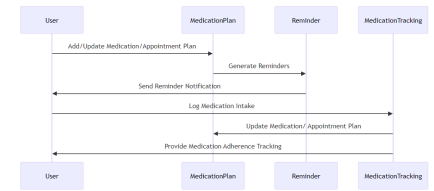 User MedicationPlan Reminder MedicationTracking
Add/Update Medication/Appointment Plan
Generate Reminders
Send Reminder Notification
Log Medication Intake
Update Medication/ Appointment Plan
Provide Medication Adherence Tracking
User MedicationPlan Reminder MedicationTracking